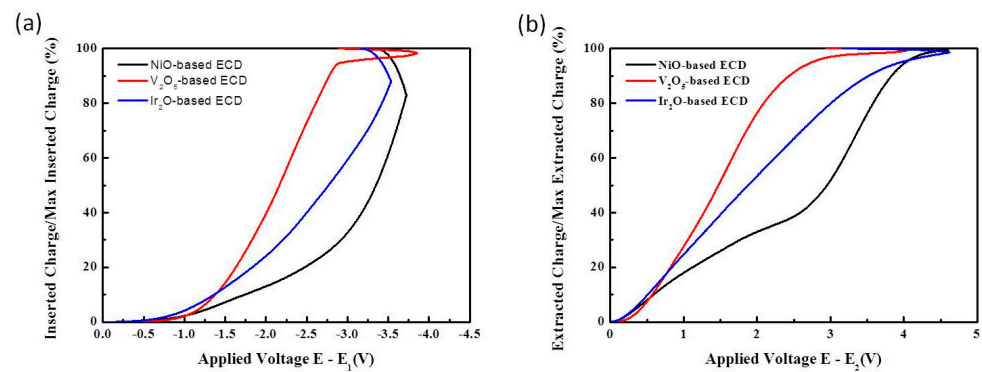 (a)
Inserted Charge/Max Inserted Charge (%)
100
80
60
40
20
0
NiO-based ECD
V₂O₅-based ECD
Ir₂O-based ECD
0.0 -0.5 -1.0 -1.5 -2.0 -2.5 -3.0 -3.5 -4.0 -4.5
Applied Voltage E - E₁(V)
(b)
Extracted Charge/Max Extracted Charge (%)
100
80
60
40
20
0
NiO-based ECD
V₂O₅-based ECD
Ir₂O-based ECD
0 1 2 3 4 5
Applied Voltage E - E₂(V)